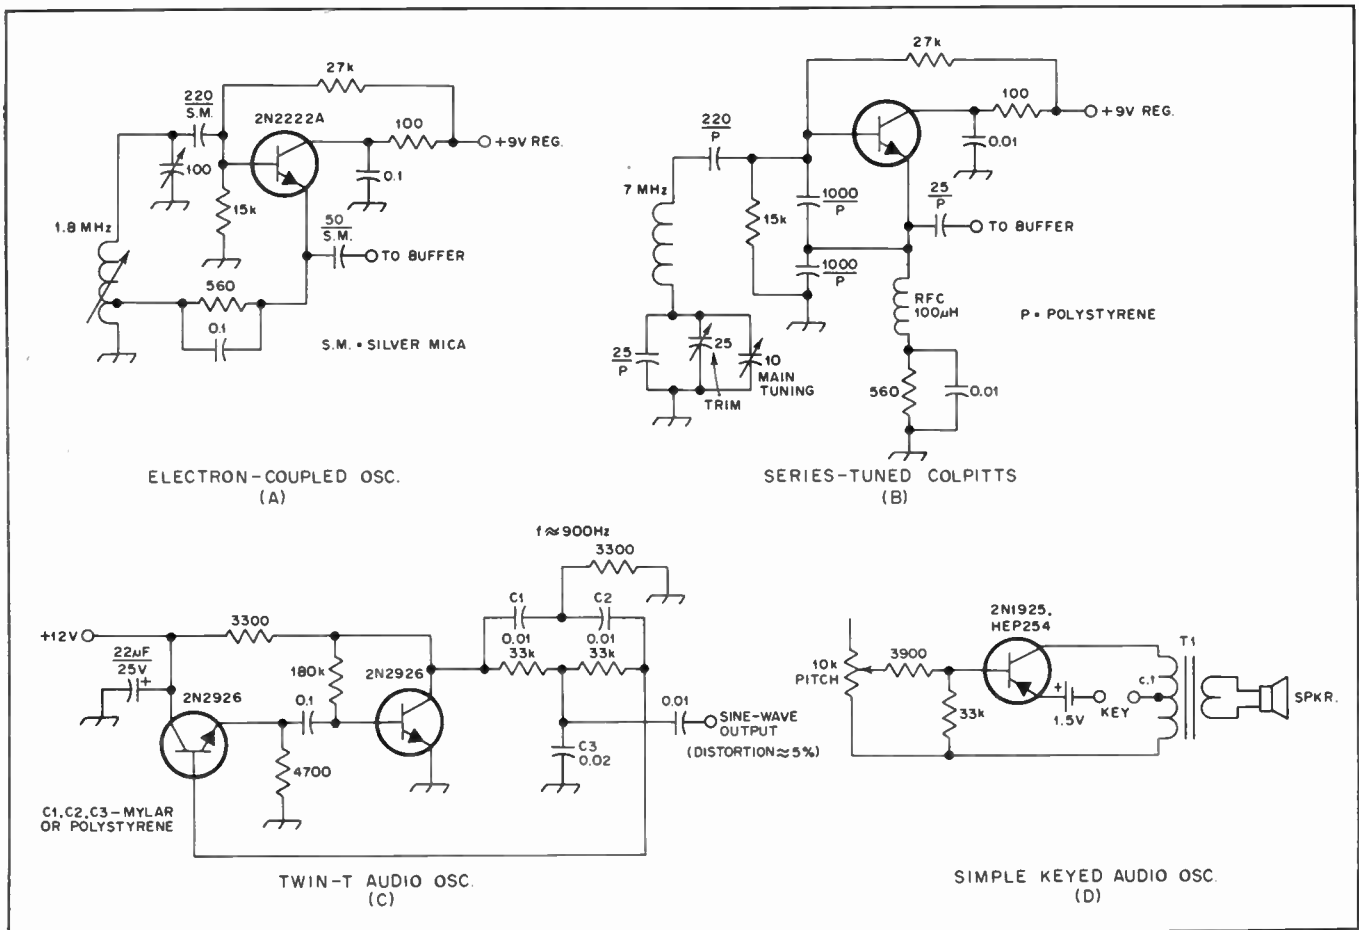 27k
220
S.M.
2N2222A
100
+9V REG.
100
0.1
15k
1.8 MHz
50
S.M.
TO BUFFER
560
0.1
S.M. = SILVER MICA
ELECTRON-COUPLED OSC.
(A)
27k
100
+9V REG.
220
P
0.01
7 MHz
1000
P
15k
25
P
TO BUFFER
1000
P
RFC
100µH
P = POLYSTYRENE
25
P
25
10
MAIN
TUNING
TRIM
560
0.01
SERIES-TUNED COLPITTS
(B)
f ≈ 900Hz
3300
C1
C2
0.01
0.01
33k
33k
+12V
3300
22µF
25V
+
180k
2N2926
2N2926
0.1
4700
0.01
SINE-WAVE
OUTPUT
(DISTORTION ≈ 5%)
C3
0.02
C1,C2,C3-MYLAR
OR POLYSTYRENE
TWIN-T AUDIO OSC.
(C)
2N1925,
HEP254
T1
10k
PITCH
3900
c.t
+
1.5V
KEY
SPKR.
33k
SIMPLE KEYED AUDIO OSC.
(D)